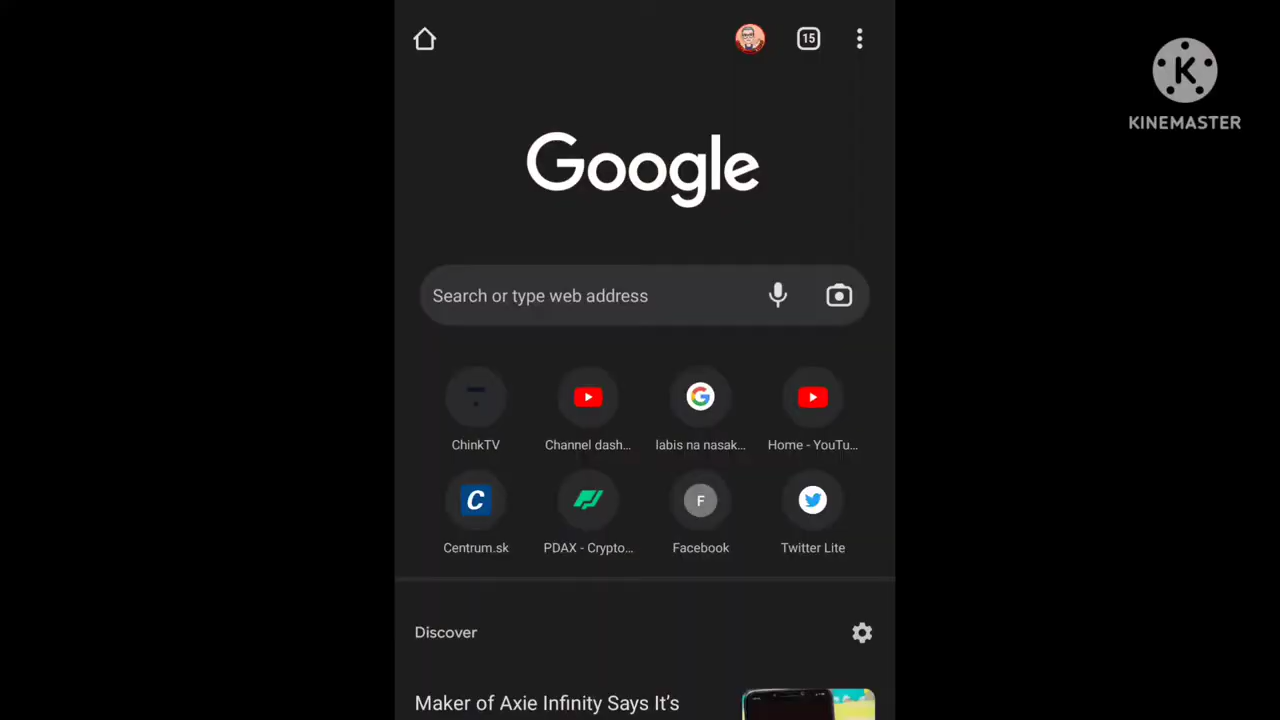 15
K
KINEMASTER
Google
Search or type web address
ChinkTV
Channel dash...
labis na nasak...
Home - YouTu...
C
F
Centrum.sk
PDAX - Crypto...
Facebook
Twitter Lite
Discover
Maker of Axie Infinity Says It’s